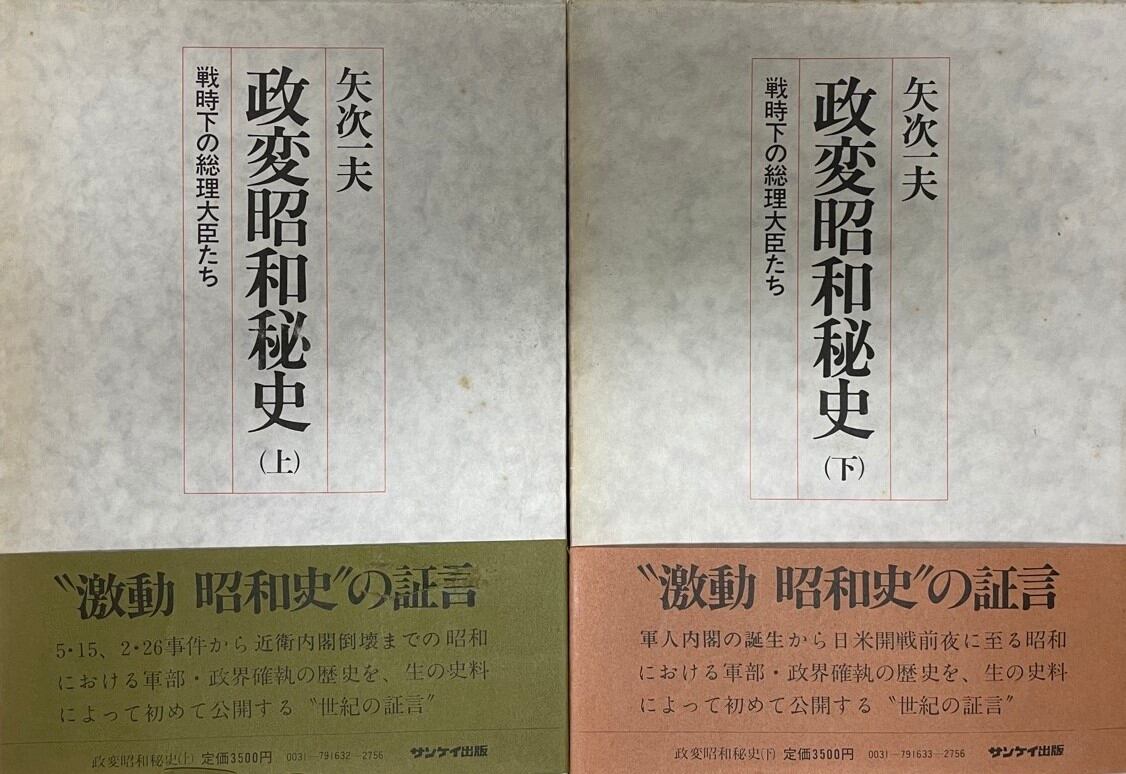 矢次一夫
政変昭和秘史(上)
戦時下の総理大臣たち
〝激動 昭和史〟の証言
5・15、2・26事件から近衛内閣倒壊までの昭和
における軍部・政界確執の歴史を、生の史料
によって初めて公開する〝世紀の証言〟
政変昭和秘史(上) 定価3500円 0031-791632-2756 サンケイ出版
矢次一夫
政変昭和秘史(下)
戦時下の総理大臣たち
〝激動 昭和史〟の証言
軍人内閣の誕生から日米開戦前夜に至る昭和
における軍部・政界確執の歴史を、生の史料
によって初めて公開する〝世紀の証言〟
政変昭和秘史(下) 定価3500円 0031-791633-2756 サンケイ出版